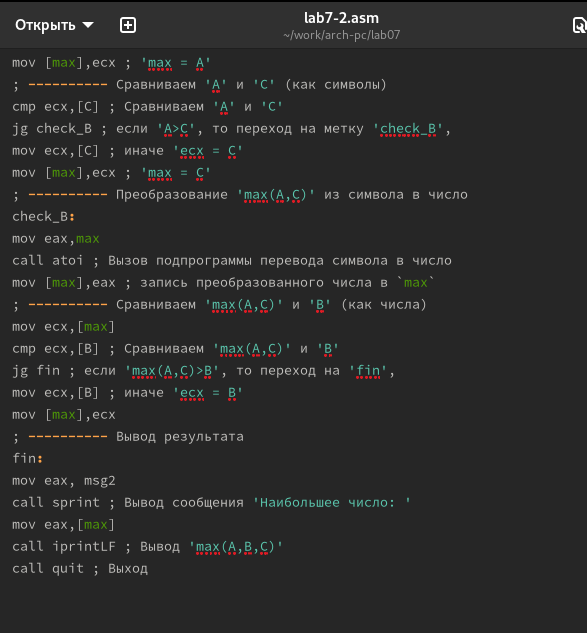 Открыть
lab7-2.asm
~/work/arch-pc/lab07
mov [max],ecx ; 'max = A'
; ---------- Сравниваем 'A' и 'С' (как символы)
cmp ecx,[C] ; Сравниваем 'A' и 'С'
jg check_B ; если 'A>C', то переход на метку 'check_B',
mov ecx,[C] ; иначе 'ecx = C'
mov [max],ecx ; 'max = C'
; ---------- Преобразование 'max(A,C)' из символа в число
check_B:
mov eax,max
call atoi ; Вызов подпрограммы перевода символа в число
mov [max],eax ; запись преобразованного числа в `max`
; ---------- Сравниваем 'max(A,C)' и 'B' (как числа)
mov ecx,[max]
cmp ecx,[B] ; Сравниваем 'max(A,C)' и 'B'
jg fin ; если 'max(A,C)>B', то переход на 'fin',
mov ecx,[B] ; иначе 'ecx = B'
mov [max],ecx
; ---------- Вывод результата
fin:
mov eax, msg2
call sprint ; Вывод сообщения 'Наибольшее число: '
mov eax,[max]
call iprintLF ; Вывод 'max(A,B,C)'
call quit ; Выход